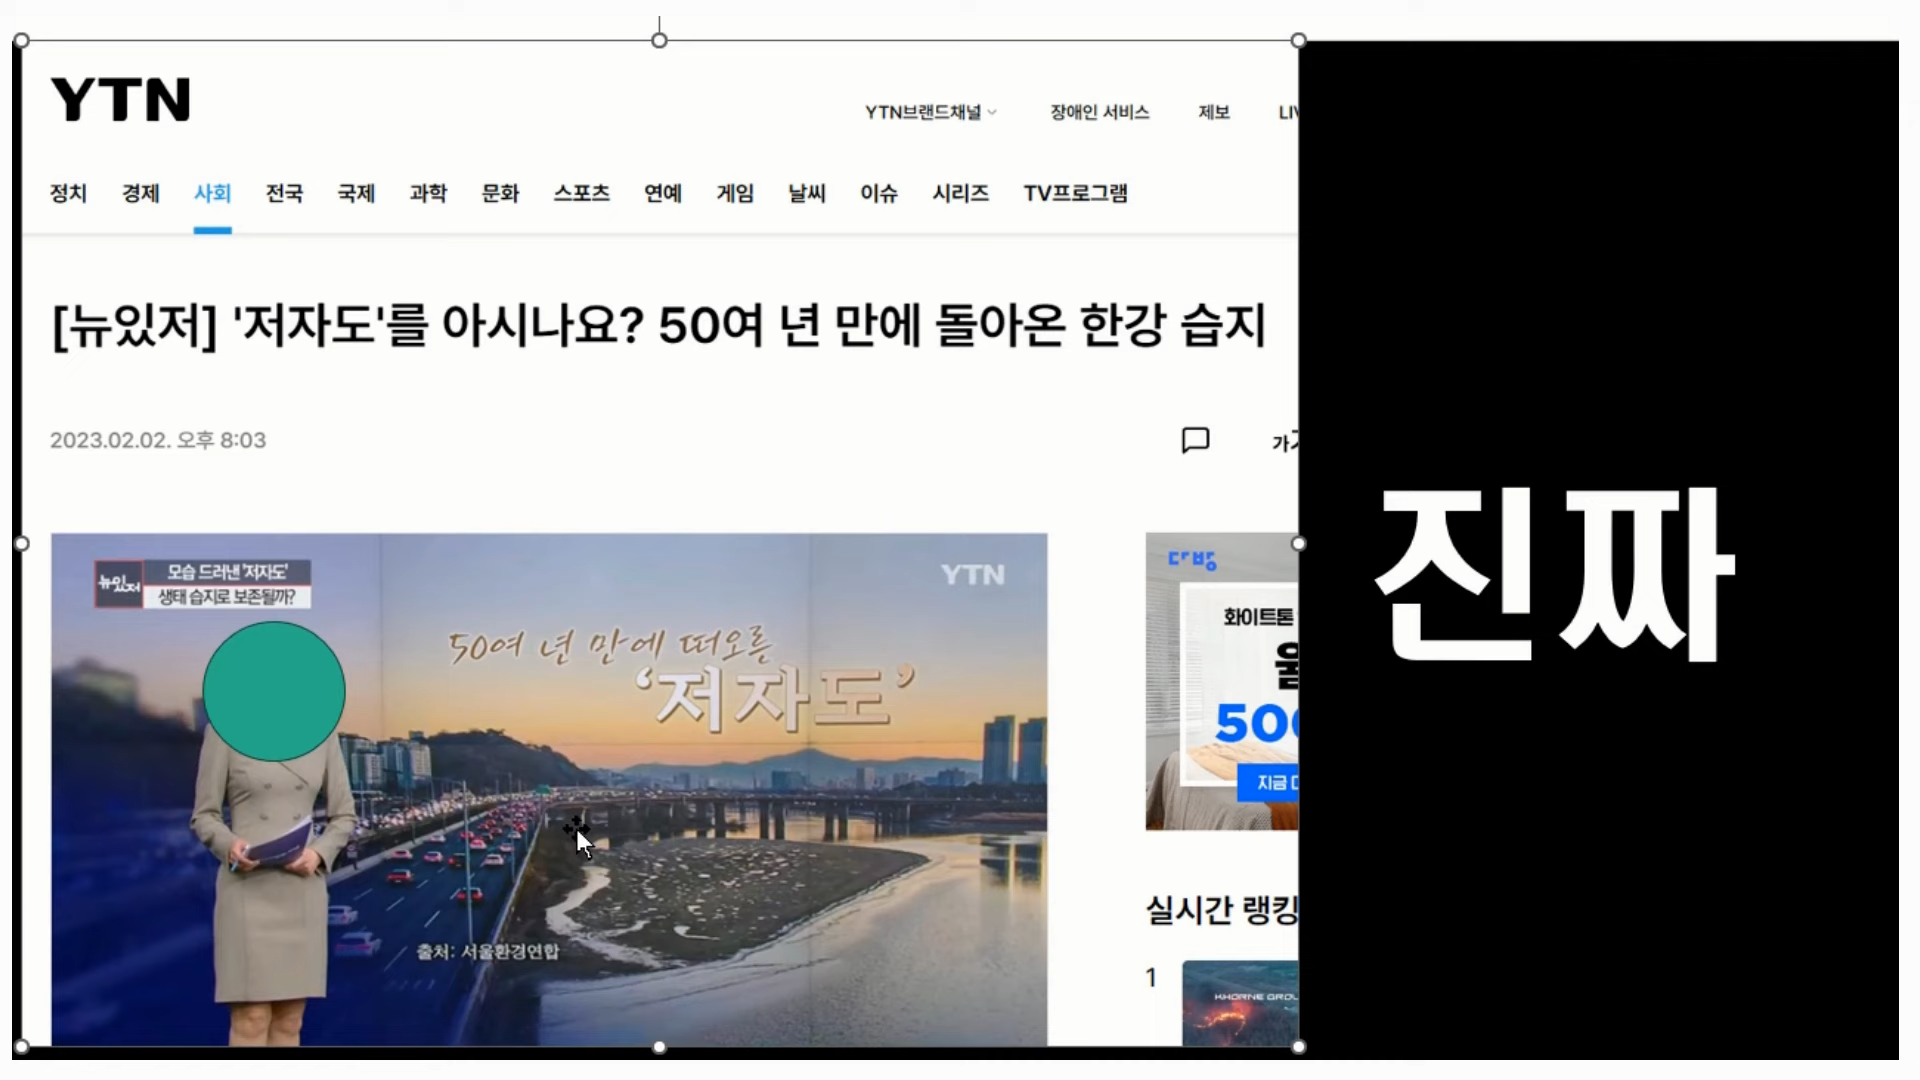 YTN
YTN브랜드채널 장애인 서비스 제보
정치 경제 사회 전국 국제 과학 문화 스포츠 연예 게임 날씨 이슈 시리즈 TV프로그램
[뉴있저] '저자도'를 아시나요? 50여 년 만에 돌아온 한강 습지
2023.02.02. 오후 8:03
가
뉴있저
모습 드러낸 '저자도'
생태 습지로 보존될까?
YTN
50여 년 만에 떠오른
‘저자도’
출처: 서울환경연합
다방
화이트톤
50
지금
실시간 랭킹
1
진짜